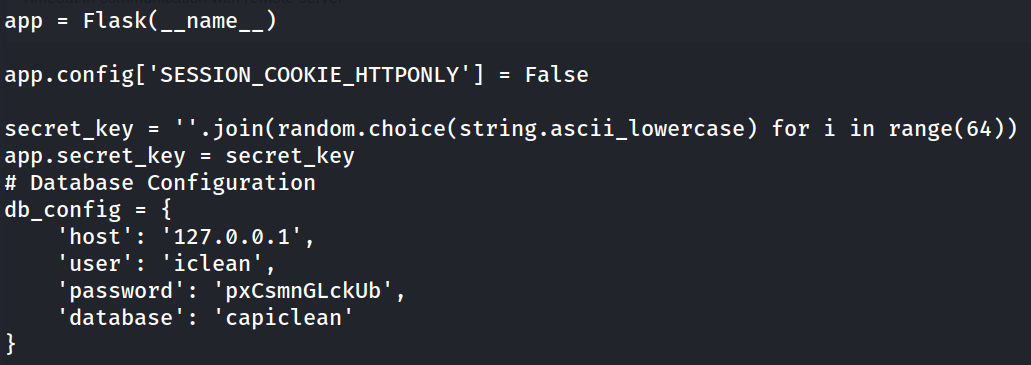 app = Flask(__name__)
app.config['SESSION_COOKIE_HTTPONLY'] = False
secret_key = ''.join(random.choice(string.ascii_lowercase) for i in range(64))
app.secret_key = secret_key
# Database Configuration
db_config = {
    'host': '127.0.0.1',
    'user': 'iclean',
    'password': 'pxCsmnGLckUb',
    'database': 'capiclean'
}